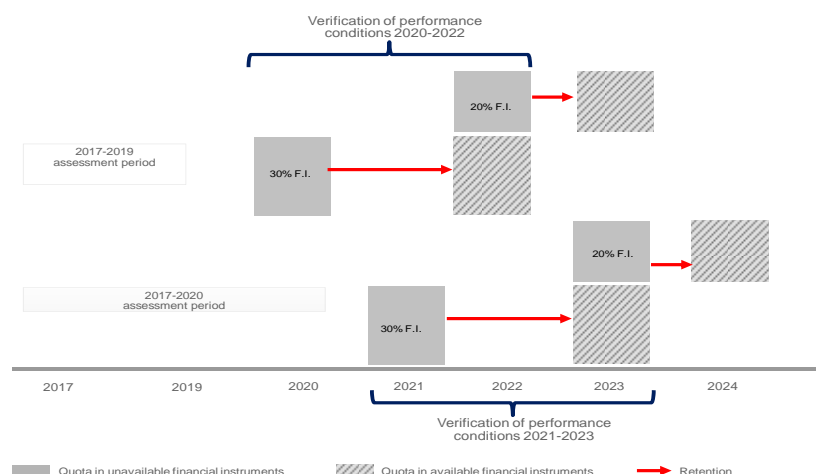 Verification of performance
conditions 2020-2022
20% F.I.
2017-2019
assessment period
30% F.I.
20% F.I.
2017-2020
assessment period
30% F.I.
2017 2019 2020 2021 2022 2023 2024
Verification of performance
conditions 2021-2023
Quota in unavailable financial instruments Quota in available financial instruments Retention